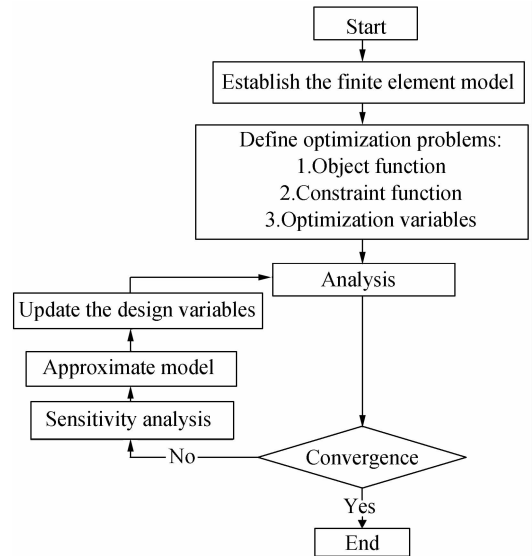 Start
Establish the finite element model
Define optimization problems:
1.Object function
2.Constraint function
3.Optimization variables
Analysis
Update the design variables
Approximate model
Sensitivity analysis
No
Convergence
Yes
End